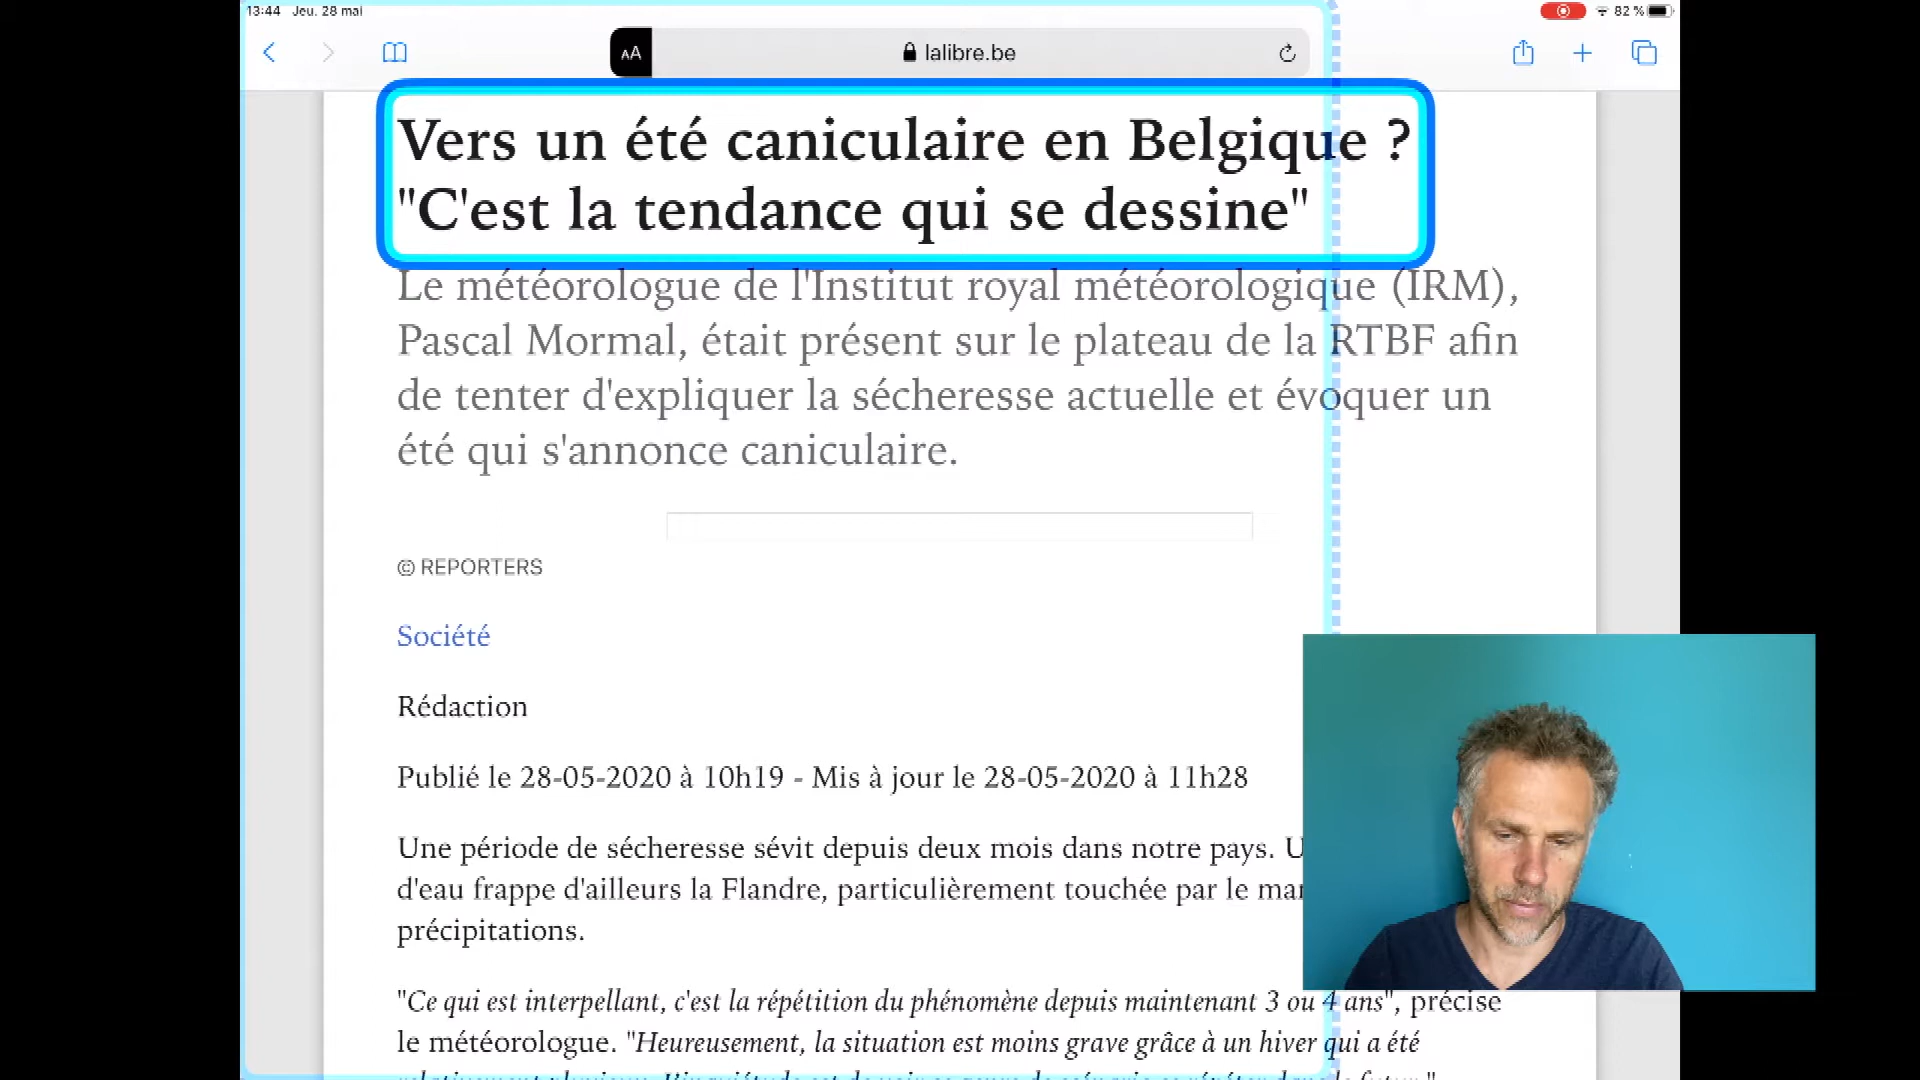 13:44 Jeu. 28 mai
82 %
AA
lalibre.be
Vers un été caniculaire en Belgique ?
"C'est la tendance qui se dessine"
Le météorologue de l'Institut royal météorologique (IRM),
Pascal Mormal, était présent sur le plateau de la RTBF afin
de tenter d'expliquer la sécheresse actuelle et évoquer un
été qui s'annonce caniculaire.
© REPORTERS
Société
Rédaction
Publié le 28-05-2020 à 10h19 - Mis à jour le 28-05-2020 à 11h28
Une période de sécheresse sévit depuis deux mois dans notre pays.
d'eau frappe d'ailleurs la Flandre, particulièrement touchée par le
précipitations.
"Ce qui est interpellant, c'est la répétition du phénomène depuis maintenant 3 ou 4 ans", précise
le météorologue. "Heureusement, la situation est moins grave grâce à un hiver qui a été